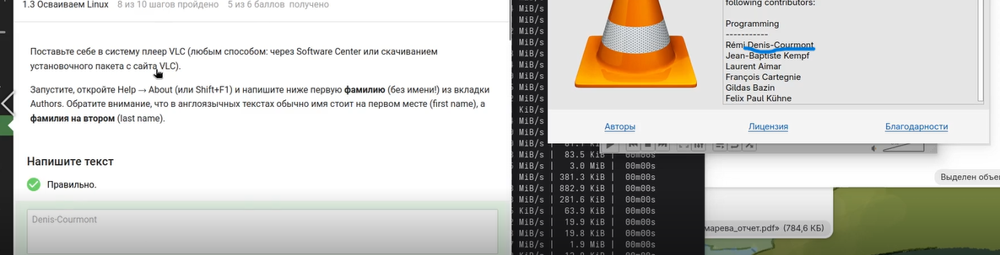 1.3 Осваиваем Linux 8 из 10 шагов пройдено 5 из 6 баллов получено
Поставьте себе в систему плеер VLC (любым способом: через Software Center или скачиванием
установочного пакета с сайта VLC).
Запустите, откройте Help → About (или Shift+F1) и напишите ниже первую фамилию (без имени!) из вкладки
Authors. Обратите внимание, что в англоязычных текстах обычно имя стоит на первом месте (first name), а
фамилия на втором (last name).
Напишите текст
Правильно.
Denis-Courmont
following contributors:
Programming
-----------
Rémi Denis-Courmont
Jean-Baptiste Kempf
Laurent Aimar
François Cartegnie
Gildas Bazin
Felix Paul Kühne
Авторы
Лицензия
Благодарности
MiB/s
MiB/s
MiB/s
MiB/s
MiB/s
MiB/s
MiB/s
MiB/s
MiB/s
KiB/s
MiB/s
MiB/s
MiB/s
MiB/s | 83.5 KiB | 00m00s
MiB/s | 3.0 MiB | 00m00s
MiB/s | 381.3 KiB | 00m00s
MiB/s | 882.9 KiB | 00m00s
MiB/s | 281.6 KiB | 00m00s
MiB/s | 63.9 KiB | 00m00s
MiB/s | 19.9 KiB | 00m00s
MiB/s | 19.8 KiB | 00m00s
MiB/s | 1.9 MiB | 00m00s
Выделен
марева_отчет.pdf» (784,6 КБ)